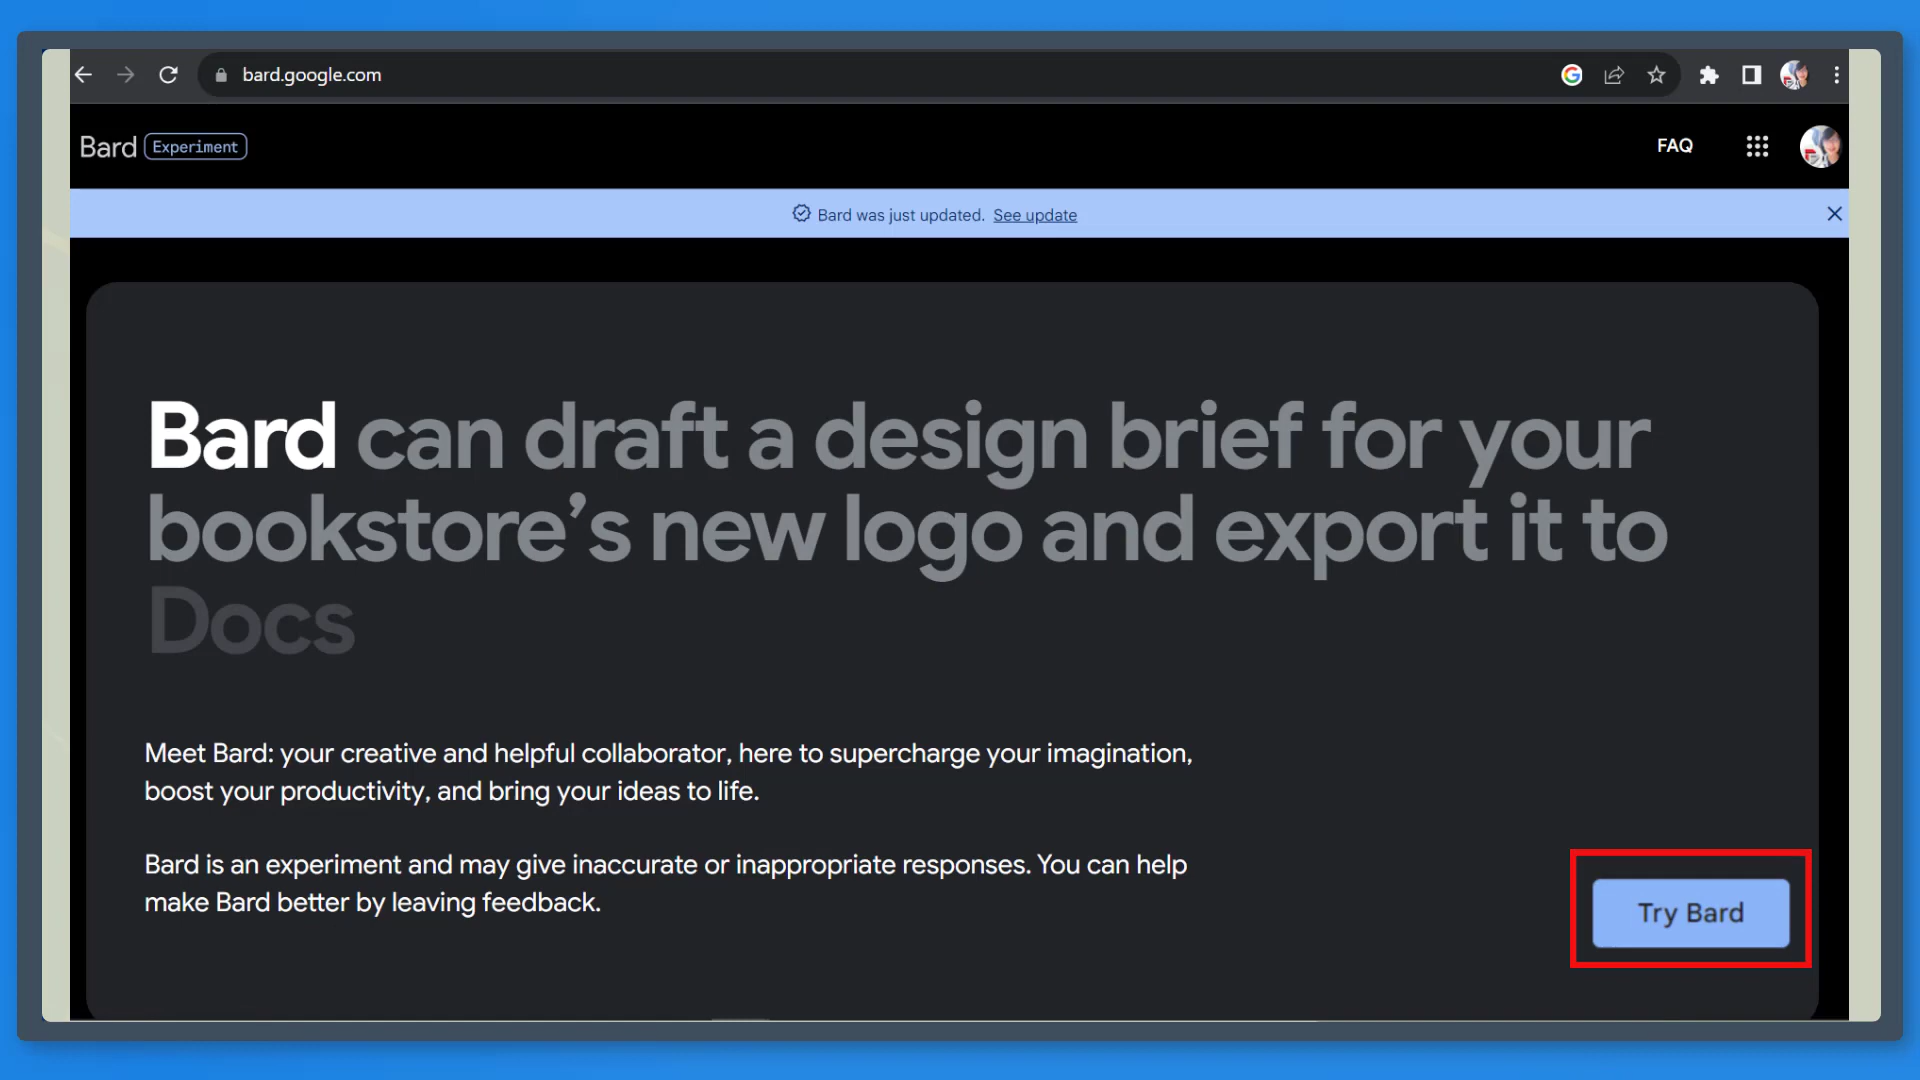 bard.google.com
Bard Experiment
FAQ
Bard was just updated. See update
Bard can draft a design brief for your
bookstore’s new logo and export it to
Docs
Meet Bard: your creative and helpful collaborator, here to supercharge your imagination,
boost your productivity, and bring your ideas to life.
Bard is an experiment and may give inaccurate or inappropriate responses. You can help
make Bard better by leaving feedback.
Try Bard